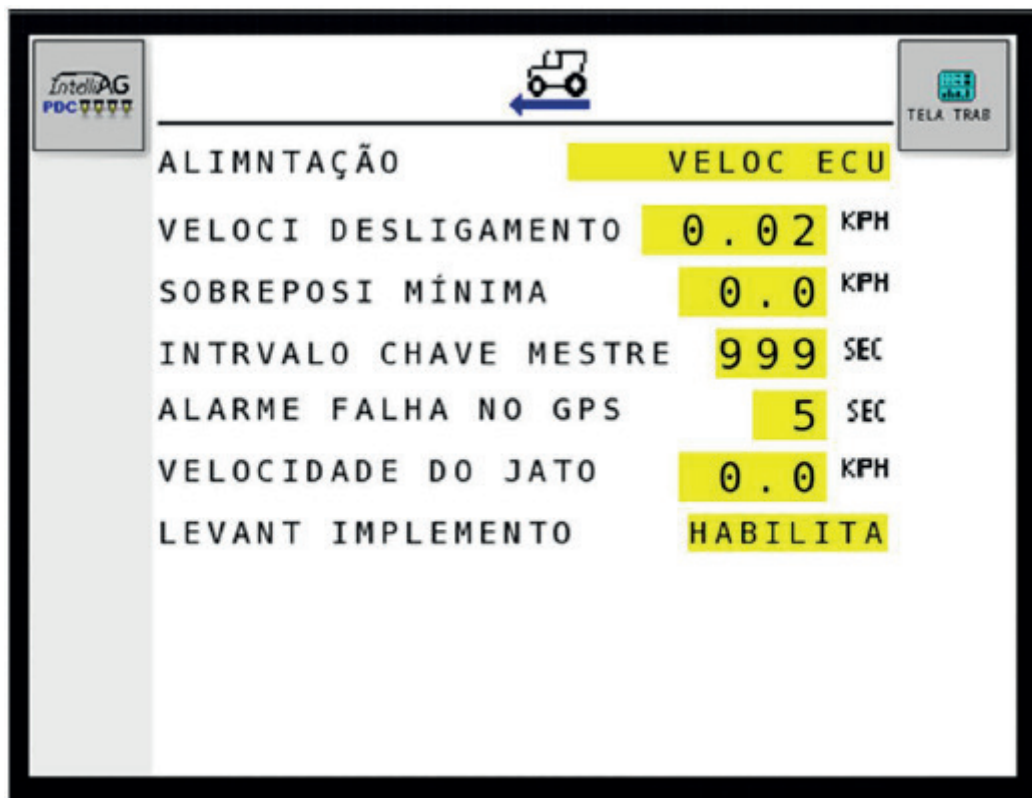 IntelliAG
PDC
TELA TRAB
ALIMNTAÇÃO VELOC ECU
VELOCI DESLIGAMENTO 0.02 KPH
SOBREPOSI MÍNIMA 0.0 KPH
INTRVALO CHAVE MESTRE 999 SEC
ALARME FALHA NO GPS 5 SEC
VELOCIDADE DO JATO 0.0 KPH
LEVANT IMPLEMENTO HABILITA